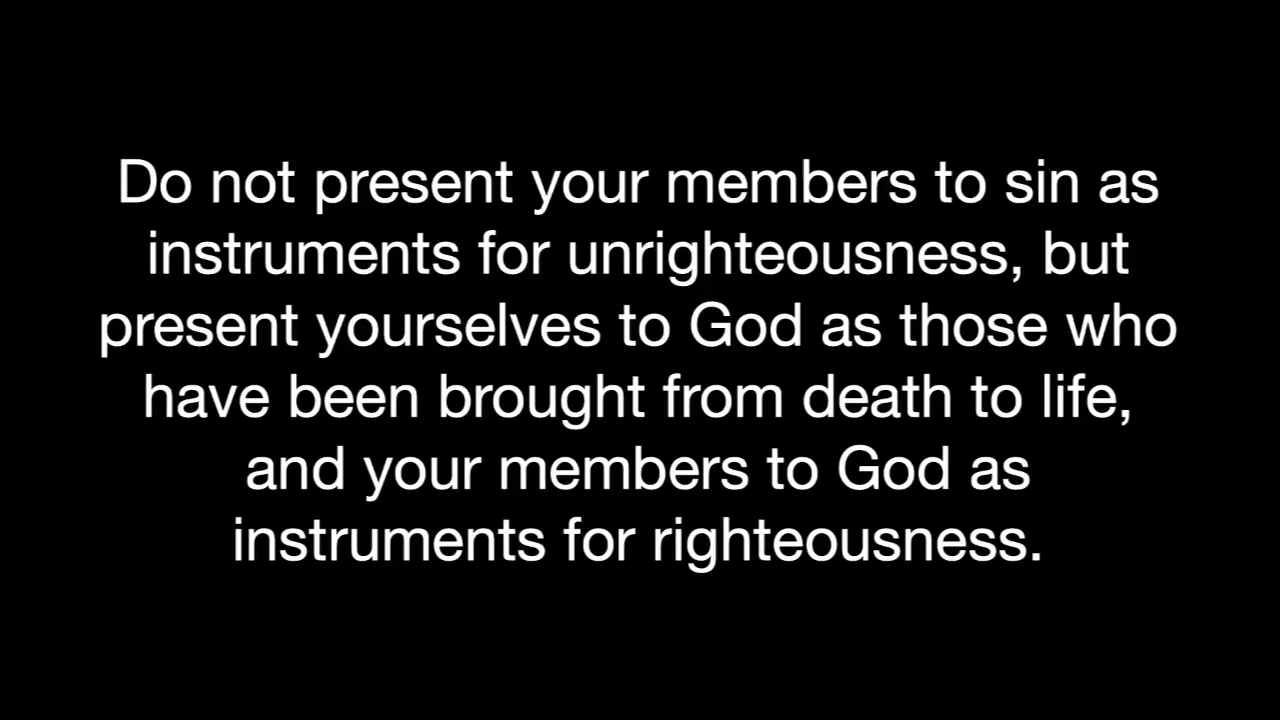 Do not present your members to sin as
instruments for unrighteousness, but
present yourselves to God as those who
have been brought from death to life,
and your members to God as
instruments for righteousness.